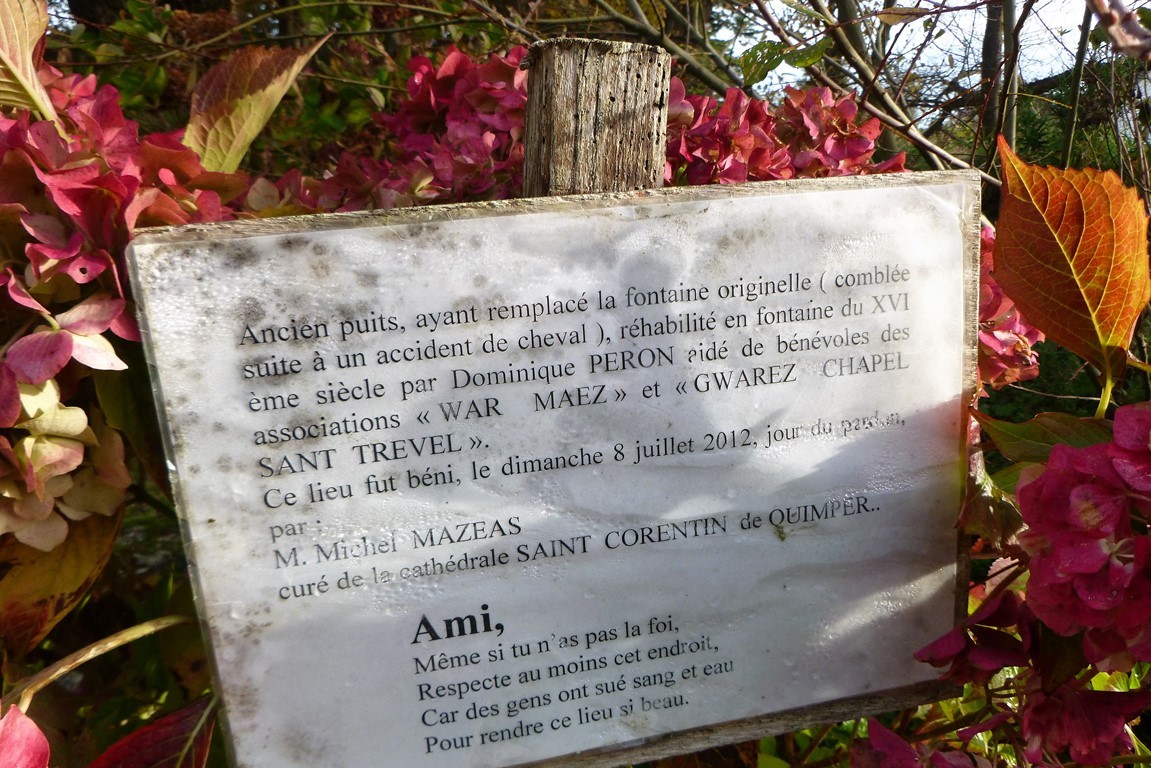 Ancien puits, ayant remplacé la fontaine originelle ( comblée
suite à un accident de cheval ), réhabilité en fontaine du XVI
ème siècle par Dominique PERON aidé de bénévoles des
associations « WAR MAEZ » et « GWAREZ CHAPEL
SANT TREVEL ».
Ce lieu fut béni, le dimanche 8 juillet 2012, jour du pardon,
par :
M. Michel MAZEAS
curé de la cathédrale SAINT CORENTIN de QUIMPER..
Ami,
Même si tu n'as pas la foi,
Respecte au moins cet endroit,
Car des gens ont sué sang et eau
Pour rendre ce lieu si beau.